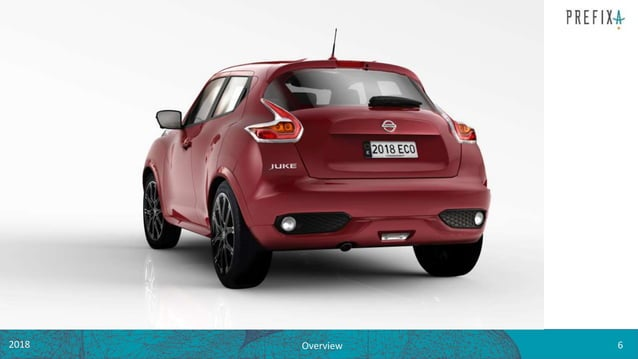 PREFIXA
JUKE
2018 ECO
2018
Overview
6